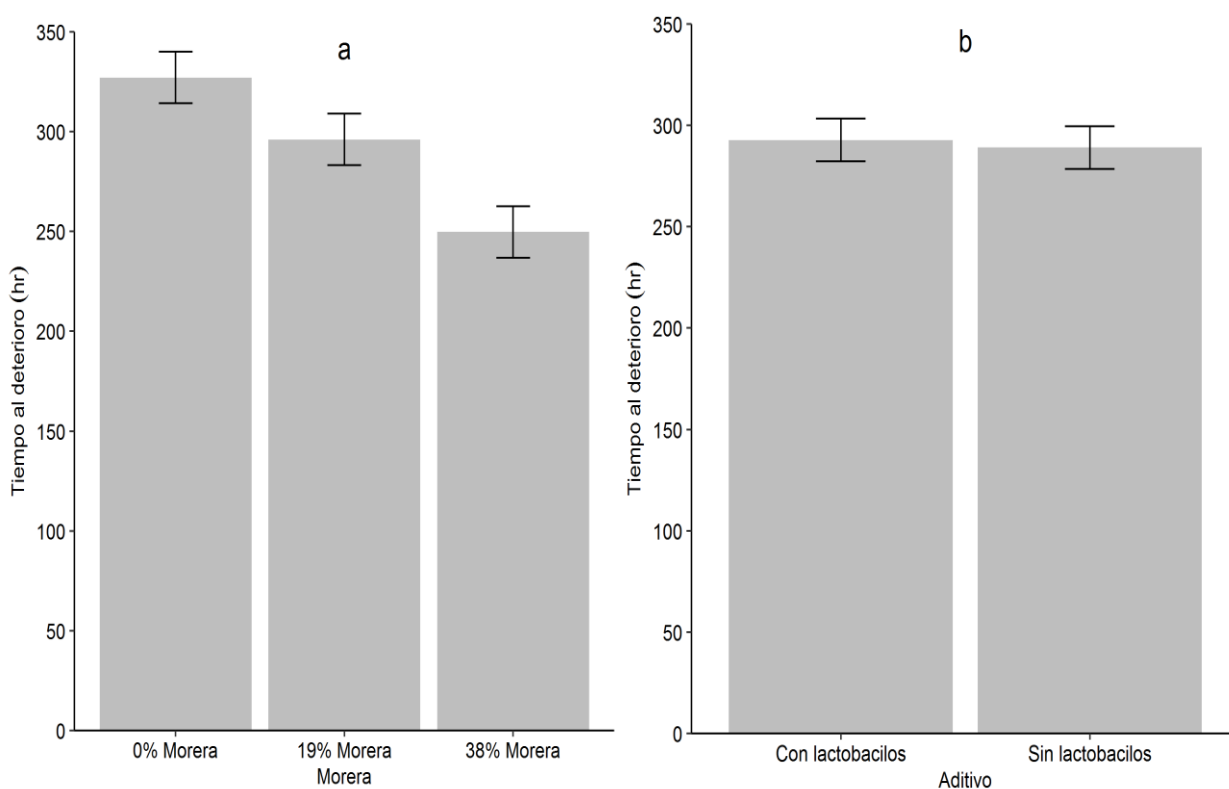 a
350
300
250
200
150
100
50
0
Tiempo al deterioro (hr)
0% Morera 19% Morera 38% Morera
Morera
b
350
300
250
200
150
100
50
0
Tiempo al deterioro (hr)
Con lactobacilos Sin lactobacilos
Aditivo